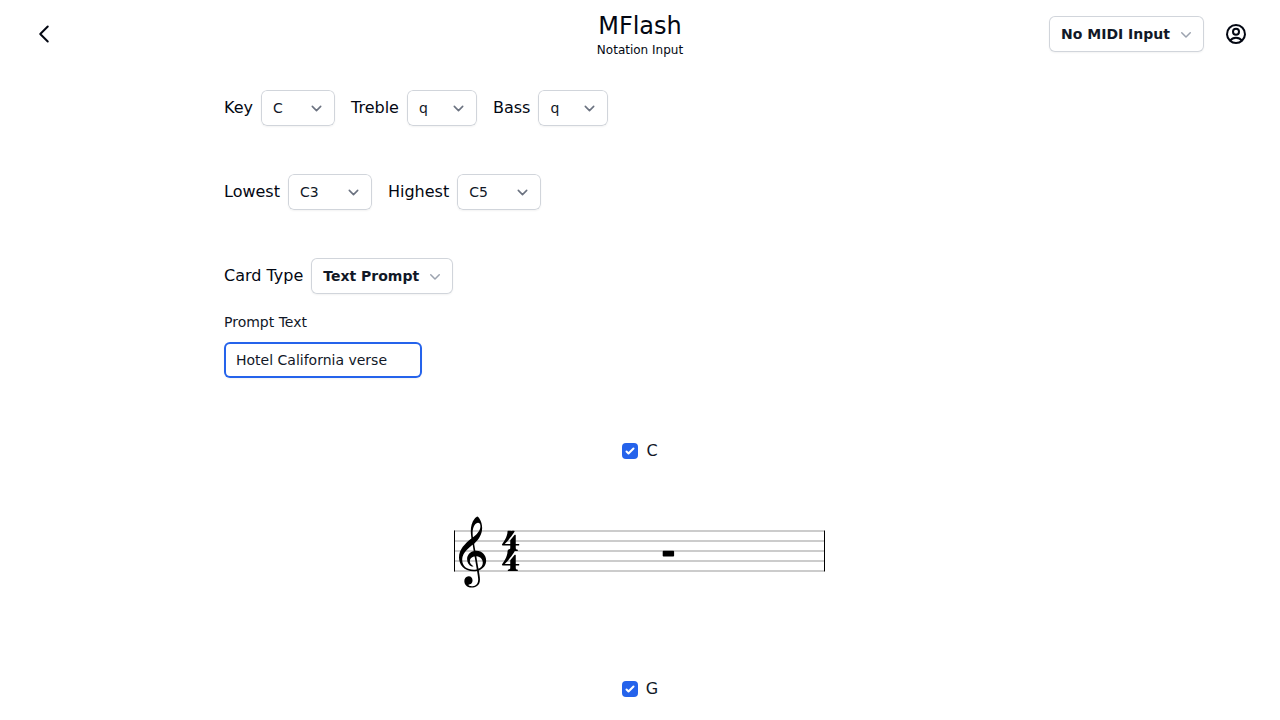 MFlash
Notation Input
No MIDI Input
Key C Treble q Bass q
Lowest C3 Highest C5
Card Type Text Prompt
Prompt Text
Hotel California verse
C
4
4
G